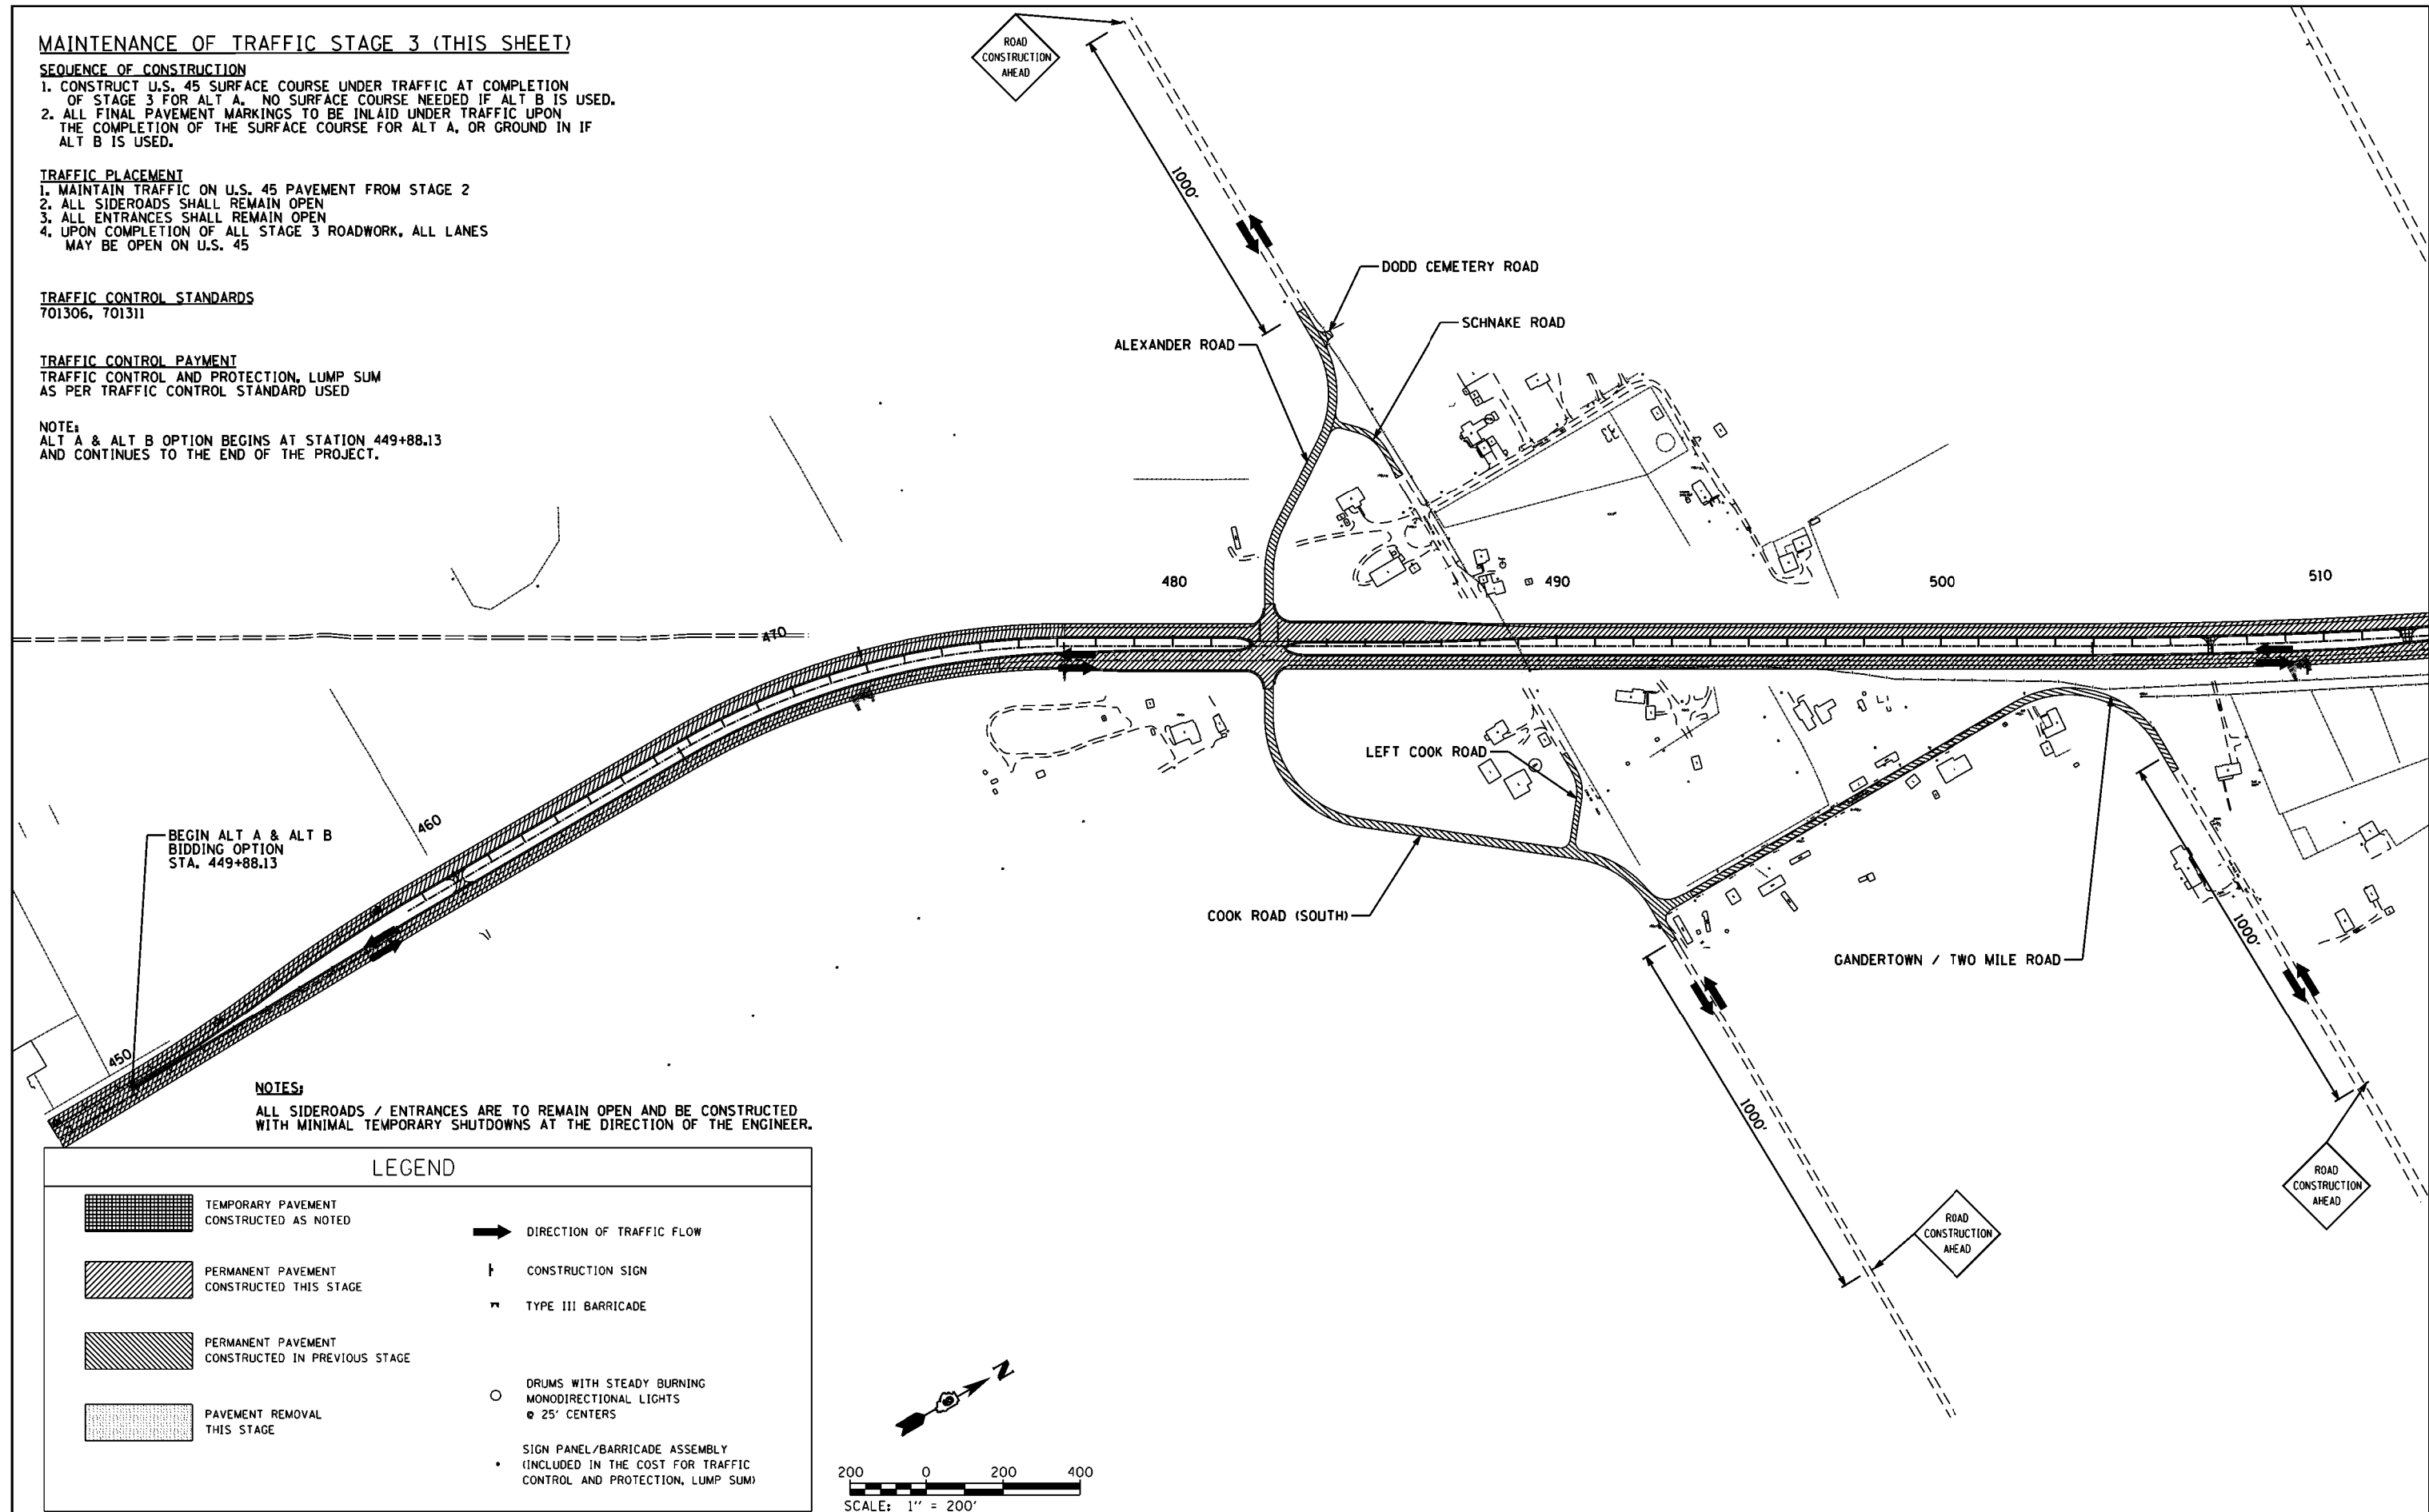 MAINTENANCE OF TRAFFIC STAGE 3 (THIS SHEET)
SEQUENCE OF CONSTRUCTION
1. CONSTRUCT U.S. 45 SURFACE COURSE UNDER TRAFFIC AT COMPLETION
OF STAGE 3 FOR ALT A. NO SURFACE COURSE NEEDED IF ALT B IS USED.
2. ALL FINAL PAVEMENT MARKINGS TO BE INLAID UNDER TRAFFIC UPON
THE COMPLETION OF THE SURFACE COURSE FOR ALT A, OR GROUND IN IF
ALT B IS USED.
TRAFFIC PLACEMENT
1. MAINTAIN TRAFFIC ON U.S. 45 PAVEMENT FROM STAGE 2
2. ALL SIDEROADS SHALL REMAIN OPEN
3. ALL ENTRANCES SHALL REMAIN OPEN
4. UPON COMPLETION OF ALL STAGE 3 ROADWORK, ALL LANES
MAY BE OPEN ON U.S. 45
TRAFFIC CONTROL STANDARDS
701306, 701311
TRAFFIC CONTROL PAYMENT
TRAFFIC CONTROL AND PROTECTION, LUMP SUM
AS PER TRAFFIC CONTROL STANDARD USED
NOTE:
ALT A & ALT B OPTION BEGINS AT STATION 449+88.13
AND CONTINUES TO THE END OF THE PROJECT.
ROAD
CONSTRUCTION
AHEAD
1000'
DODD CEMETERY ROAD
SCHNAKE ROAD
ALEXANDER ROAD
450
460
470
480
490
500
510
BEGIN ALT A & ALT B
BIDDING OPTION
STA. 449+88.13
LEFT COOK ROAD
COOK ROAD (SOUTH)
GANDERTOWN / TWO MILE ROAD
1000'
1000'
ROAD
CONSTRUCTION
AHEAD
ROAD
CONSTRUCTION
AHEAD
NOTES:
ALL SIDEROADS / ENTRANCES ARE TO REMAIN OPEN AND BE CONSTRUCTED
WITH MINIMAL TEMPORARY SHUTDOWNS AT THE DIRECTION OF THE ENGINEER.
LEGEND
TEMPORARY PAVEMENT
CONSTRUCTED AS NOTED
PERMANENT PAVEMENT
CONSTRUCTED THIS STAGE
PERMANENT PAVEMENT
CONSTRUCTED IN PREVIOUS STAGE
PAVEMENT REMOVAL
THIS STAGE
DIRECTION OF TRAFFIC FLOW
CONSTRUCTION SIGN
TYPE III BARRICADE
DRUMS WITH STEADY BURNING
MONODIRECTIONAL LIGHTS
@ 25' CENTERS
SIGN PANEL/BARRICADE ASSEMBLY
(INCLUDED IN THE COST FOR TRAFFIC
CONTROL AND PROTECTION, LUMP SUM)
N
200 0 200 400
SCALE: 1'' = 200'